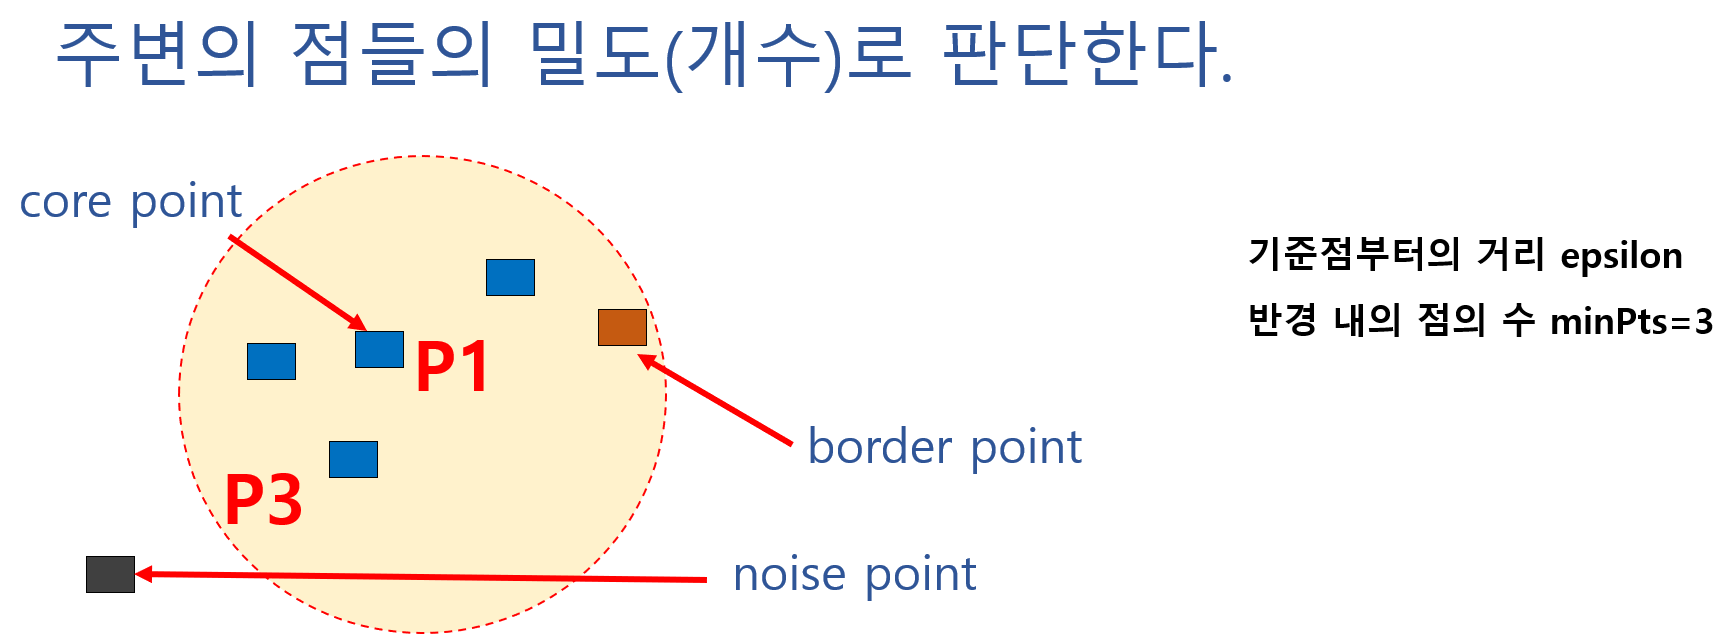 주변의 점들의 밀도(개수)로 판단한다.
core point
기준점부터의 거리 epsilon
반경 내의 점의 수 minPts=3
P1
border point
P3
noise point